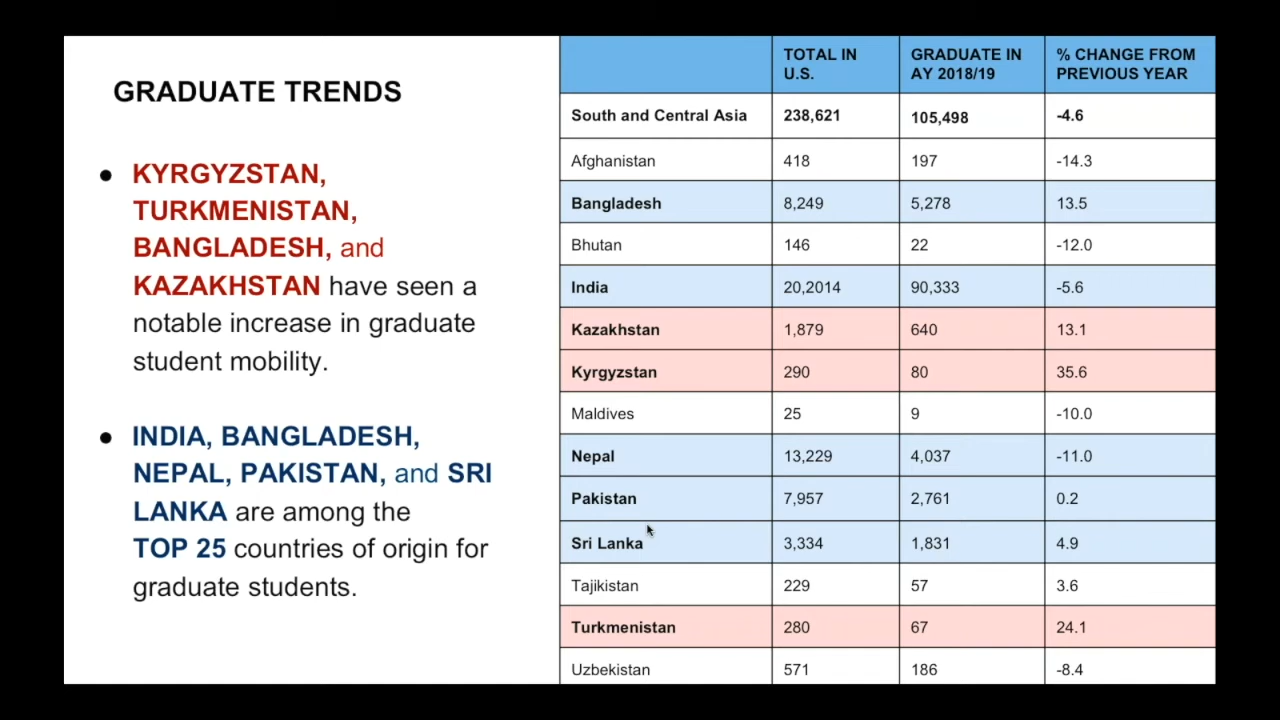 GRADUATE TRENDS
● KYRGYZSTAN,
TURKMENISTAN,
BANGLADESH, and
KAZAKHSTAN have seen a
notable increase in graduate
student mobility.
● INDIA, BANGLADESH,
NEPAL, PAKISTAN, and SRI
LANKA are among the
TOP 25 countries of origin for
graduate students.
TOTAL IN U.S. GRADUATE IN AY 2018/19 % CHANGE FROM PREVIOUS YEAR
South and Central Asia 238,621 105,498 -4.6
Afghanistan 418 197 -14.3
Bangladesh 8,249 5,278 13.5
Bhutan 146 22 -12.0
India 20,2014 90,333 -5.6
Kazakhstan 1,879 640 13.1
Kyrgyzstan 290 80 35.6
Maldives 25 9 -10.0
Nepal 13,229 4,037 -11.0
Pakistan 7,957 2,761 0.2
Sri Lanka 3,334 1,831 4.9
Tajikistan 229 57 3.6
Turkmenistan 280 67 24.1
Uzbekistan 571 186 -8.4